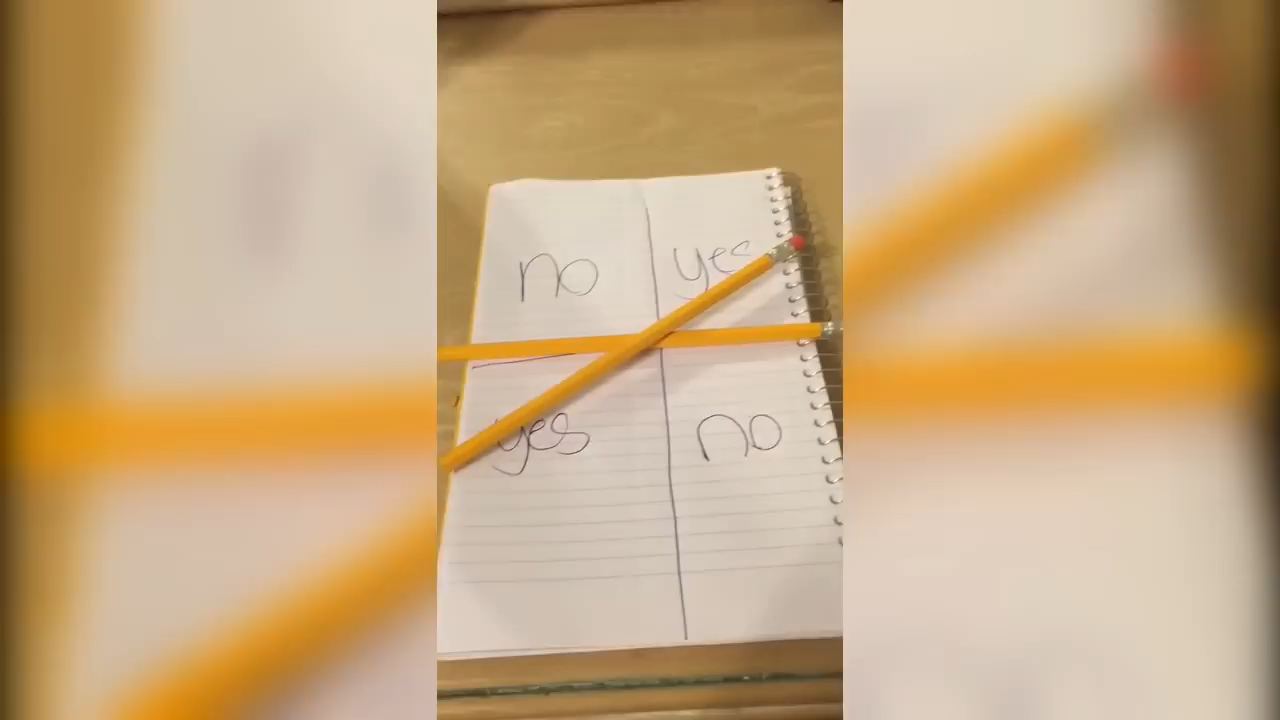 no yes
yes no